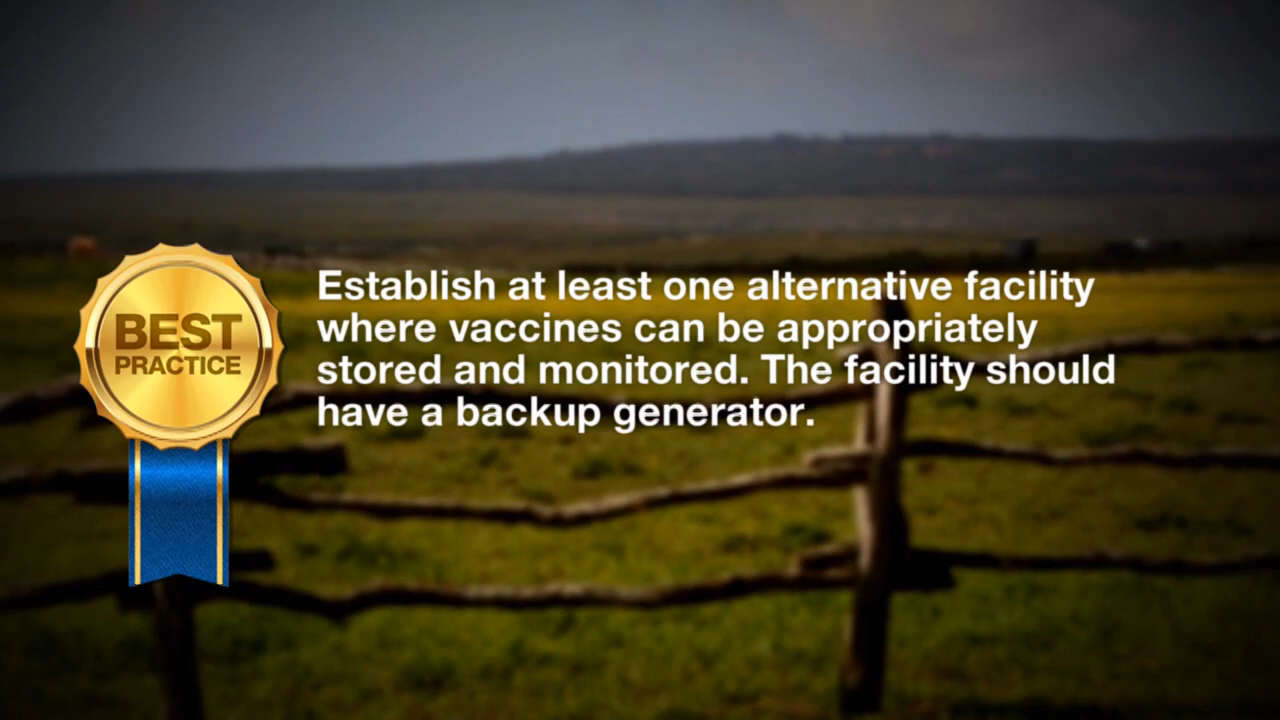 BEST
PRACTICE
Establish at least one alternative facility
where vaccines can be appropriately
stored and monitored. The facility should
have a backup generator.